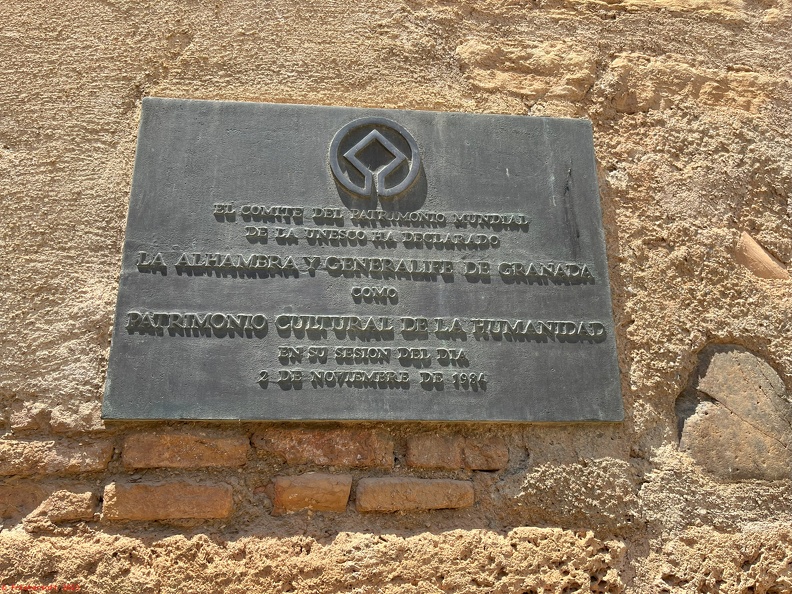 EL COMITE DEL PATRIMONIO MUNDIAL
DE LA UNESCO HA DECLARADO
LA ALHAMBRA Y GENERALIFE DE GRANADA
COMO
PATRIMONIO CULTURAL DE LA HUMANIDAD
EN SU SESION DEL DIA
2 DE NOVIEMBRE DE 1984